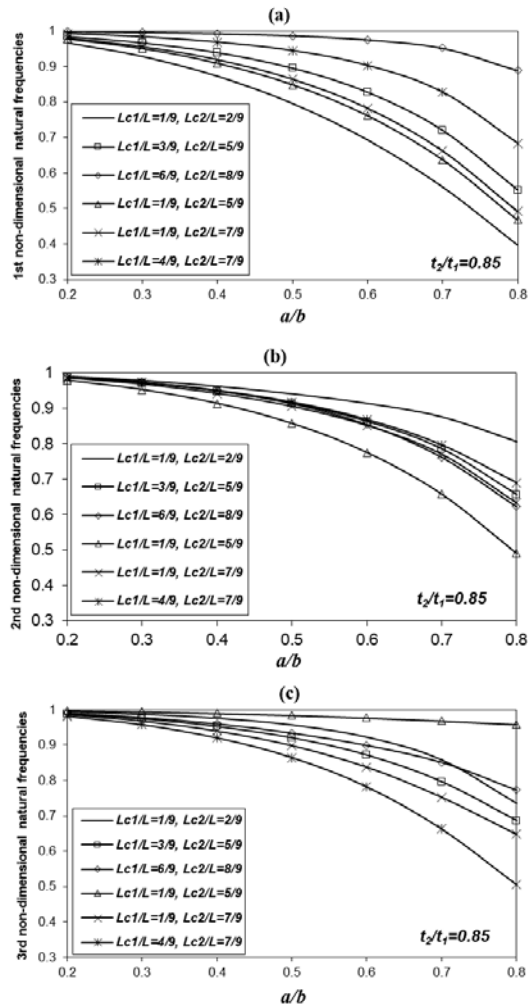 (a)
1st non-dimensional natural frequencies
1
0.9
0.8
0.7
0.6
0.5
0.4
0.3
Lc1/L=1/9, Lc2/L=2/9
Lc1/L=3/9, Lc2/L=5/9
Lc1/L=6/9, Lc2/L=8/9
Lc1/L=1/9, Lc2/L=5/9
Lc1/L=1/9, Lc2/L=7/9
Lc1/L=4/9, Lc2/L=7/9
t2/t1=0.85
0.2 0.3 0.4 0.5 0.6 0.7 0.8
a/b
(b)
2nd non-dimensional natural frequencies
1
0.9
0.8
0.7
0.6
0.5
0.4
0.3
Lc1/L=1/9, Lc2/L=2/9
Lc1/L=3/9, Lc2/L=5/9
Lc1/L=6/9, Lc2/L=8/9
Lc1/L=1/9, Lc2/L=5/9
Lc1/L=1/9, Lc2/L=7/9
Lc1/L=4/9, Lc2/L=7/9
t2/t1=0.85
0.2 0.3 0.4 0.5 0.6 0.7 0.8
a/b
(c)
3rd non-dimensional natural frequencies
1
0.9
0.8
0.7
0.6
0.5
0.4
0.3
Lc1/L=1/9, Lc2/L=2/9
Lc1/L=3/9, Lc2/L=5/9
Lc1/L=6/9, Lc2/L=8/9
Lc1/L=1/9, Lc2/L=5/9
Lc1/L=1/9, Lc2/L=7/9
Lc1/L=4/9, Lc2/L=7/9
t2/t1=0.85
0.2 0.3 0.4 0.5 0.6 0.7 0.8
a/b